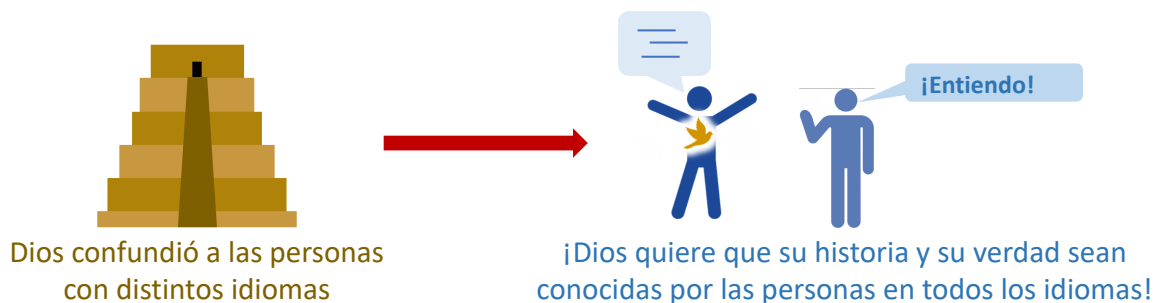 ¡Entiendo!
Dios confundió a las personas
con distintos idiomas
¡Dios quiere que su historia y su verdad sean
conocidas por las personas en todos los idiomas!